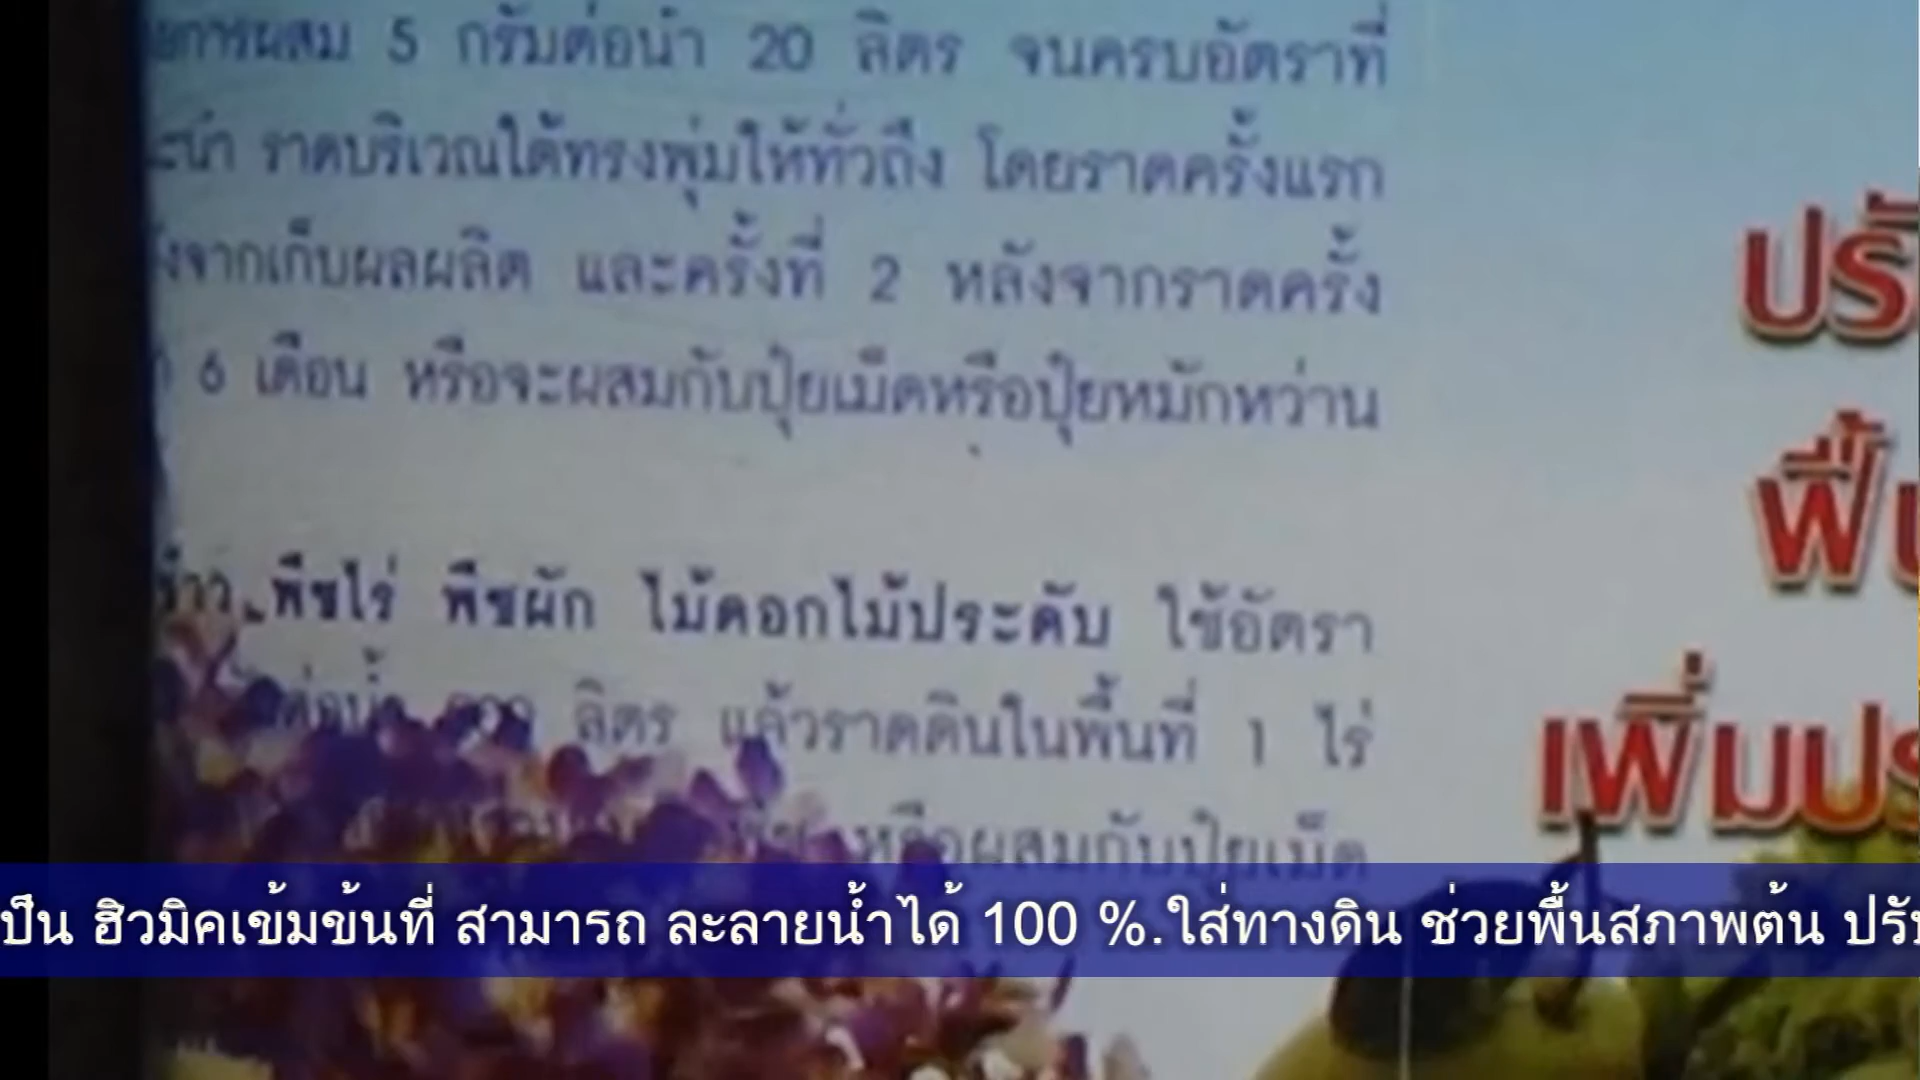 การผสม 5 กรัมต่อน้ำ 20 ลิตร จนครบอัตราที่
ะนำ ราดบริเวณใต้ทรงพุ่มให้ทั่วถึง โดยราดครั้งแรก
งจากเก็บผลผลิต และครั้งที่ 2 หลังจากราดครั้ง
6 เดือน หรือจะผสมกับปุ๋ยเม็ดหรือปุ๋ยหมักหว่าน
พืชไร่ พืชผัก ไม้ดอกไม้ประดับ ใช้อัตรา
ต่อน้ำ ลิตร แล้วราดดินในพื้นที่ 1 ไร่
หรือผสมกับปุ๋ยเม็ด
ปรั
ฟื้น
เพิ่มประ
ป็น ฮิวมิคเข้มข้นที่ สามารถ ละลายน้ำได้ 100 %.ใส่ทางดิน ช่วยพื้นสภาพต้น ปรับ